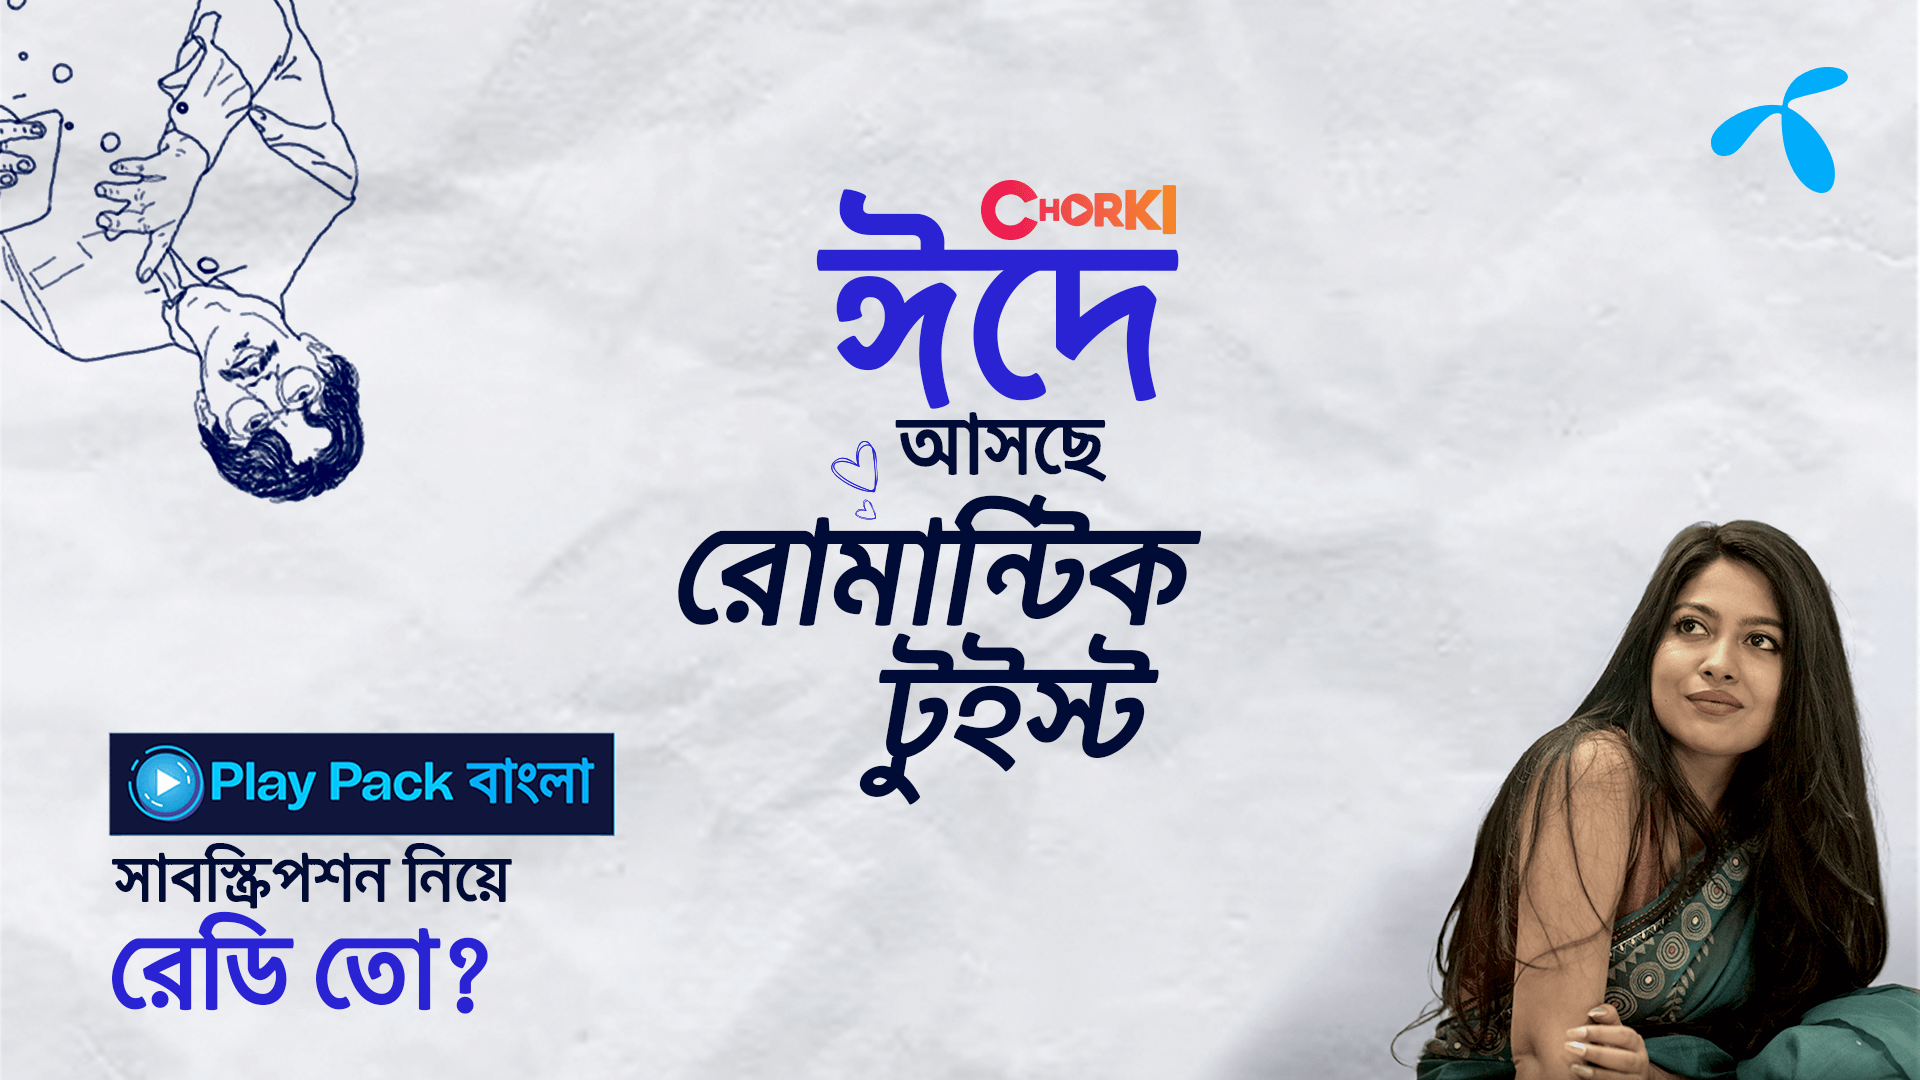 CHORKI
ঈদে
আসছে
রোমান্টিক
টুইস্ট
Play Pack বাংলা
সাবস্ক্রিপশন নিয়ে
রেডি তো?